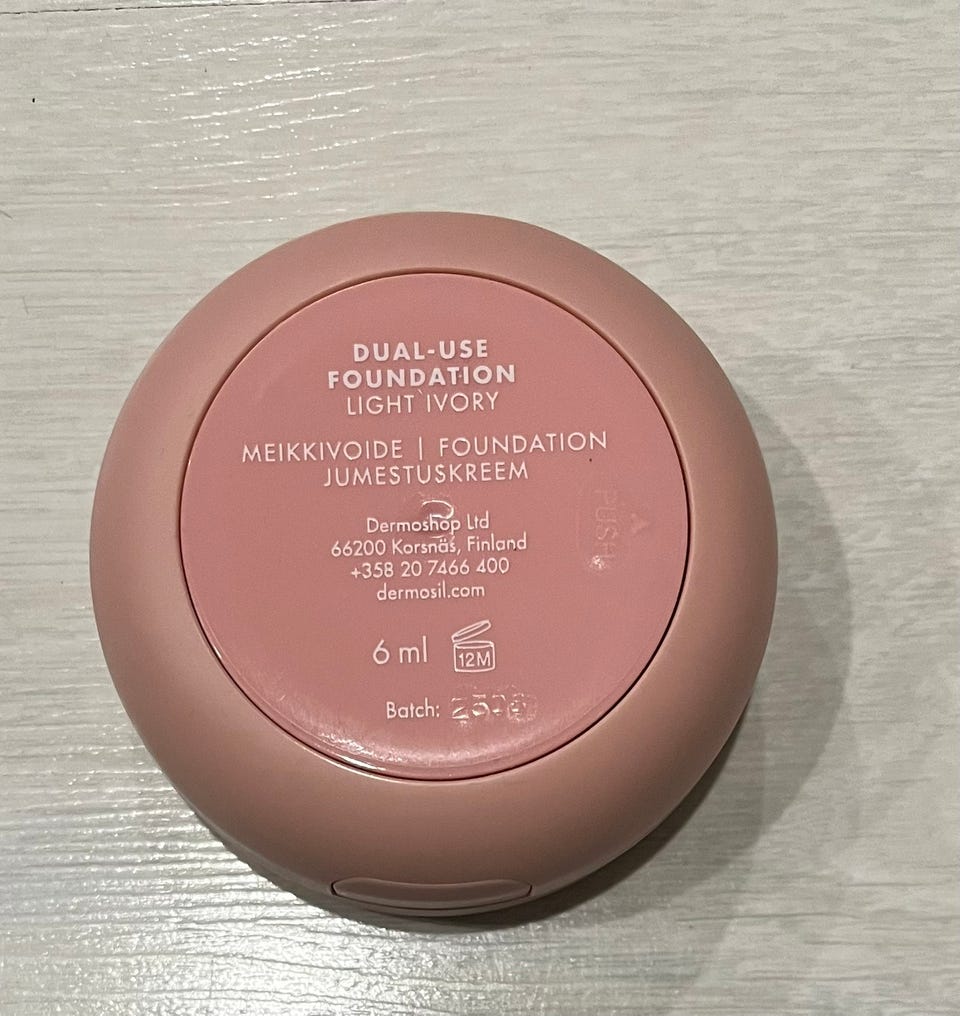 DUAL-USE
FOUNDATION
LIGHT IVORY
MEIKKIVOIDE | FOUNDATION
JUMESTUSKREEM
Dermoshop Ltd
66200 Korsnäs, Finland
+358 20 7466 400
dermosil.com
6 ml 12M
Batch:
PUSH